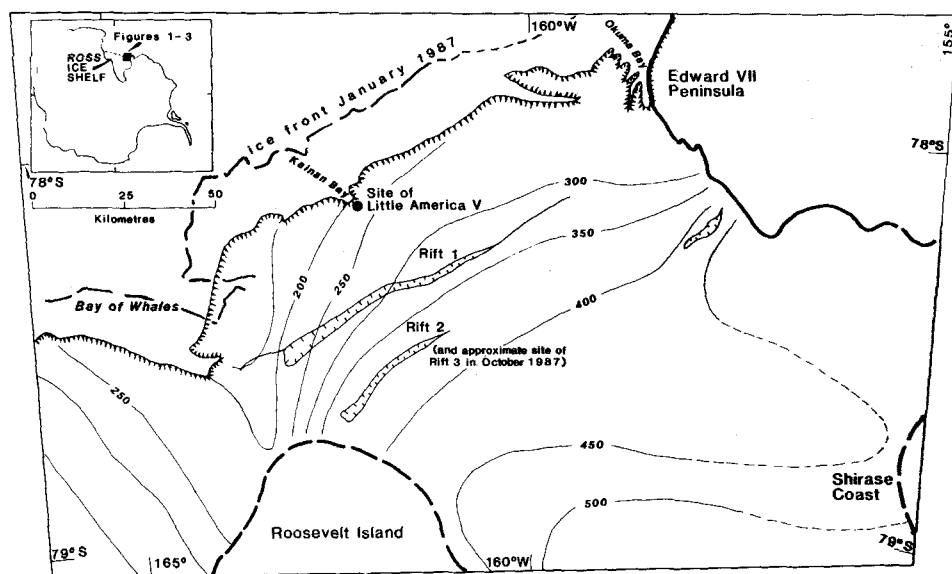 Figures 1-3
ROSS
ICE
SHELF
160°W
155°
Okuma Bay
Edward VII
Peninsula
ice front January 1987
78°S
78°S
0 25 50
Kilometres
Kainan Bay
Site of
Little America V
300
350
Rift 1
200
250
400
Bay of Whales
Rift 2
(and approximate site of
Rift 3 in October 1987)
250
450
500
Shirase
Coast
Roosevelt Island
79°S
165°
160°W
79°S